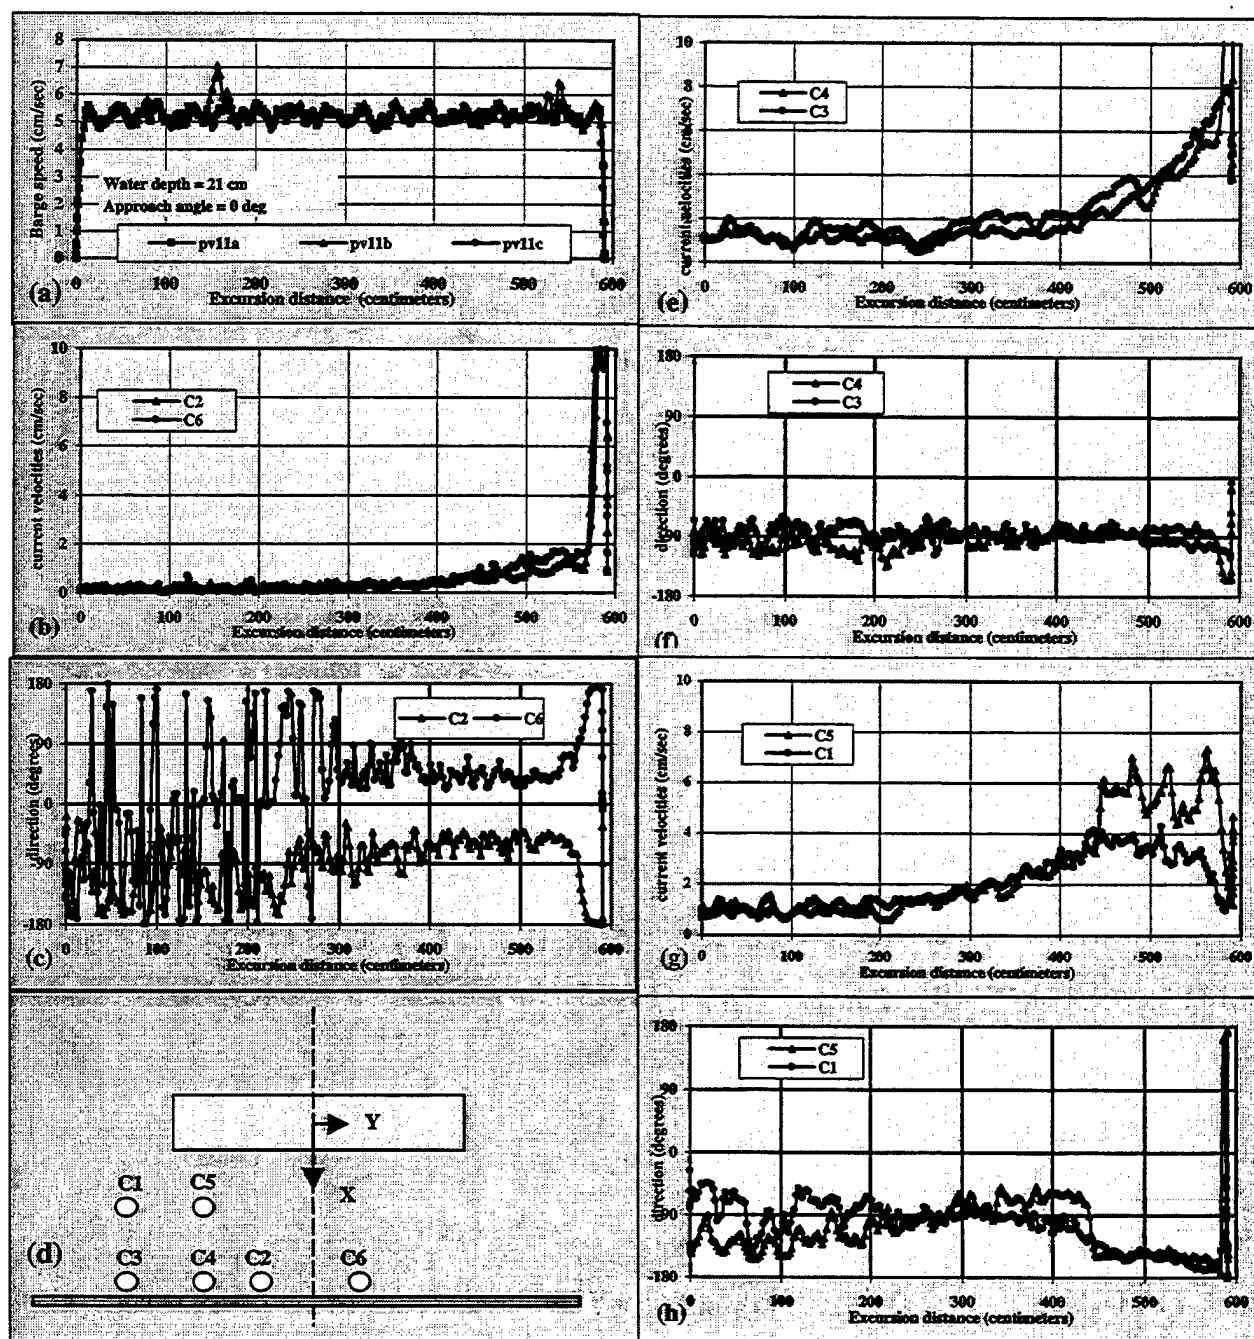 8
7
6
5
4
3
2
1
0
Barge speed (cm/sec)
Water depth = 21 cm
Approach angle = 0 deg
pv11a pv11b pv11c
0 100 200 300 400 500 600
Excursion distance (centimeters)
(a)
10
8
6
4
2
0
current velocities (cm/sec)
C2
C6
0 100 200 300 400 500 600
Excursion distance (centimeters)
(b)
180
90
0
-90
-180
direction (degrees)
C2 C6
0 100 200 300 400 500 600
Excursion distance (centimeters)
(c)
Y
X
C1 C5
C3 C4 C2 C6
(d)
10
8
current velocities (cm/sec)
C4
C3
0 100 200 300 400 500 600
Excursion distance (centimeters)
(e)
180
90
0
-90
-180
direction (degrees)
C4
C3
0 100 200 300 400 500 600
Excursion distance (centimeters)
(f)
10
8
6
4
2
0
current velocities (cm/sec)
C5
C1
0 100 200 300 400 500 600
Excursion distance (centimeters)
(g)
180
90
0
-90
-180
direction (degrees)
C5
C1
0 100 200 300 400 500 600
Excursion distance (centimeters)
(h)